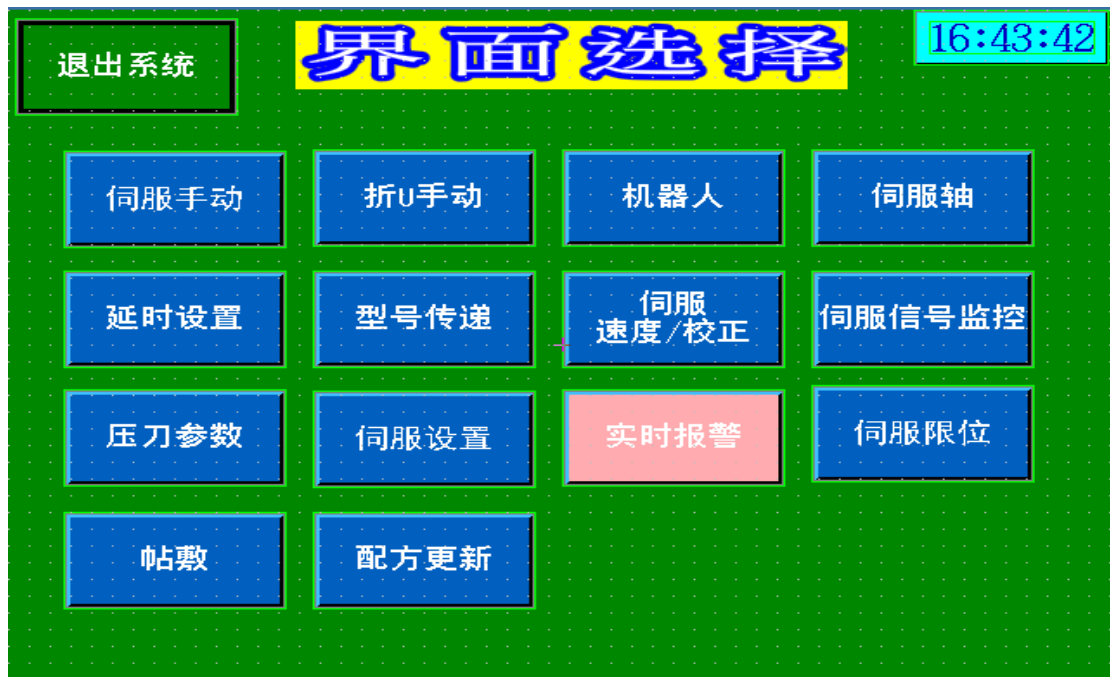 退出系统
界面选择
16:43:42
伺服手动
折U手动
机器人
伺服轴
延时设置
型号传递
伺服
速度/校正
伺服信号监控
压刀参数
伺服设置
实时报警
伺服限位
帖敷
配方更新